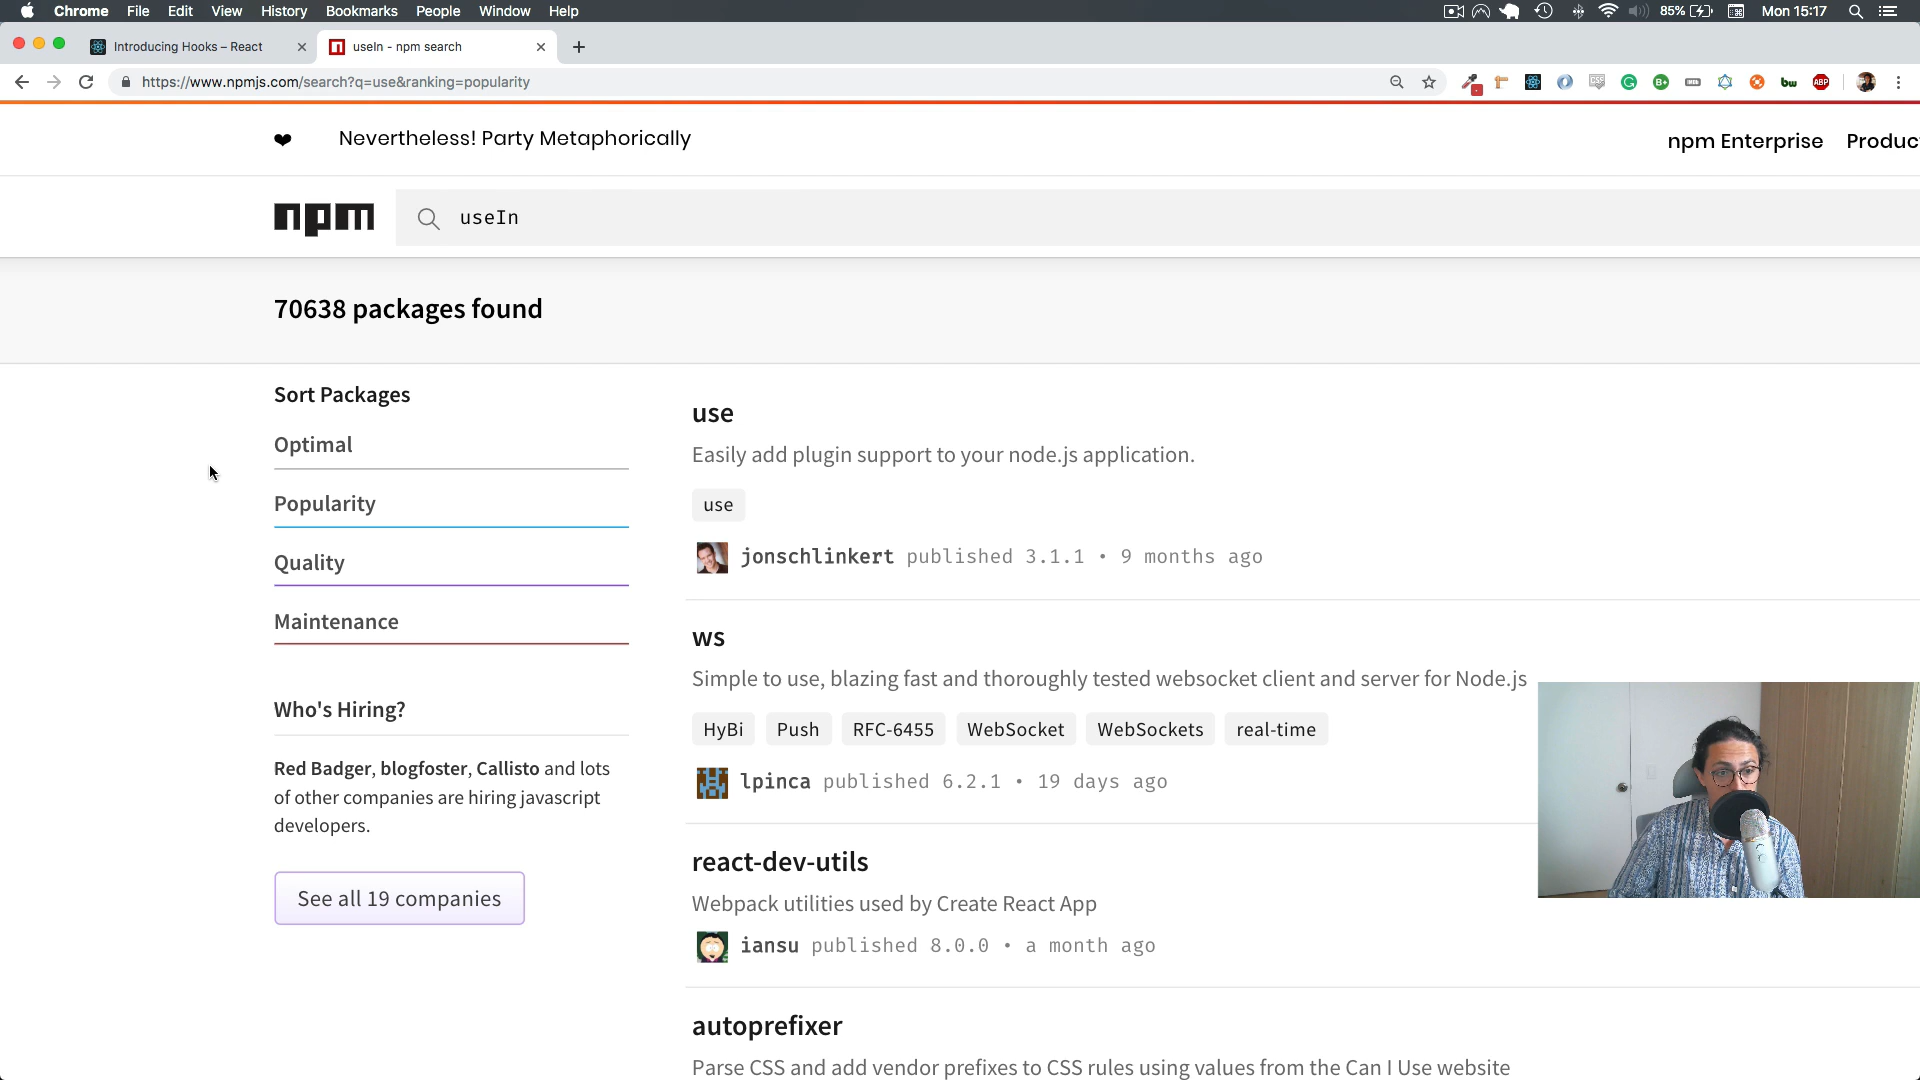 Chrome File Edit View History Bookmarks People Window Help 85% Mon 15:17
Introducing Hooks – React
useIn - npm search
https://www.npmjs.com/search?q=use&ranking=popularity
ABP
❤ Nevertheless! Party Metaphorically
npm Enterprise Produc
npm
useIn
70638 packages found
Sort Packages
Optimal
Popularity
Quality
Maintenance
Who's Hiring?
Red Badger, blogfoster, Callisto and lots
of other companies are hiring javascript
developers.
See all 19 companies
use
Easily add plugin support to your node.js application.
use
jonschlinkert published 3.1.1 • 9 months ago
ws
Simple to use, blazing fast and thoroughly tested websocket client and server for Node.js
HyBi Push RFC-6455 WebSocket WebSockets real-time
lpinca published 6.2.1 • 19 days ago
react-dev-utils
Webpack utilities used by Create React App
iansu published 8.0.0 • a month ago
autoprefixer
Parse CSS and add vendor prefixes to CSS rules using values from the Can I Use website